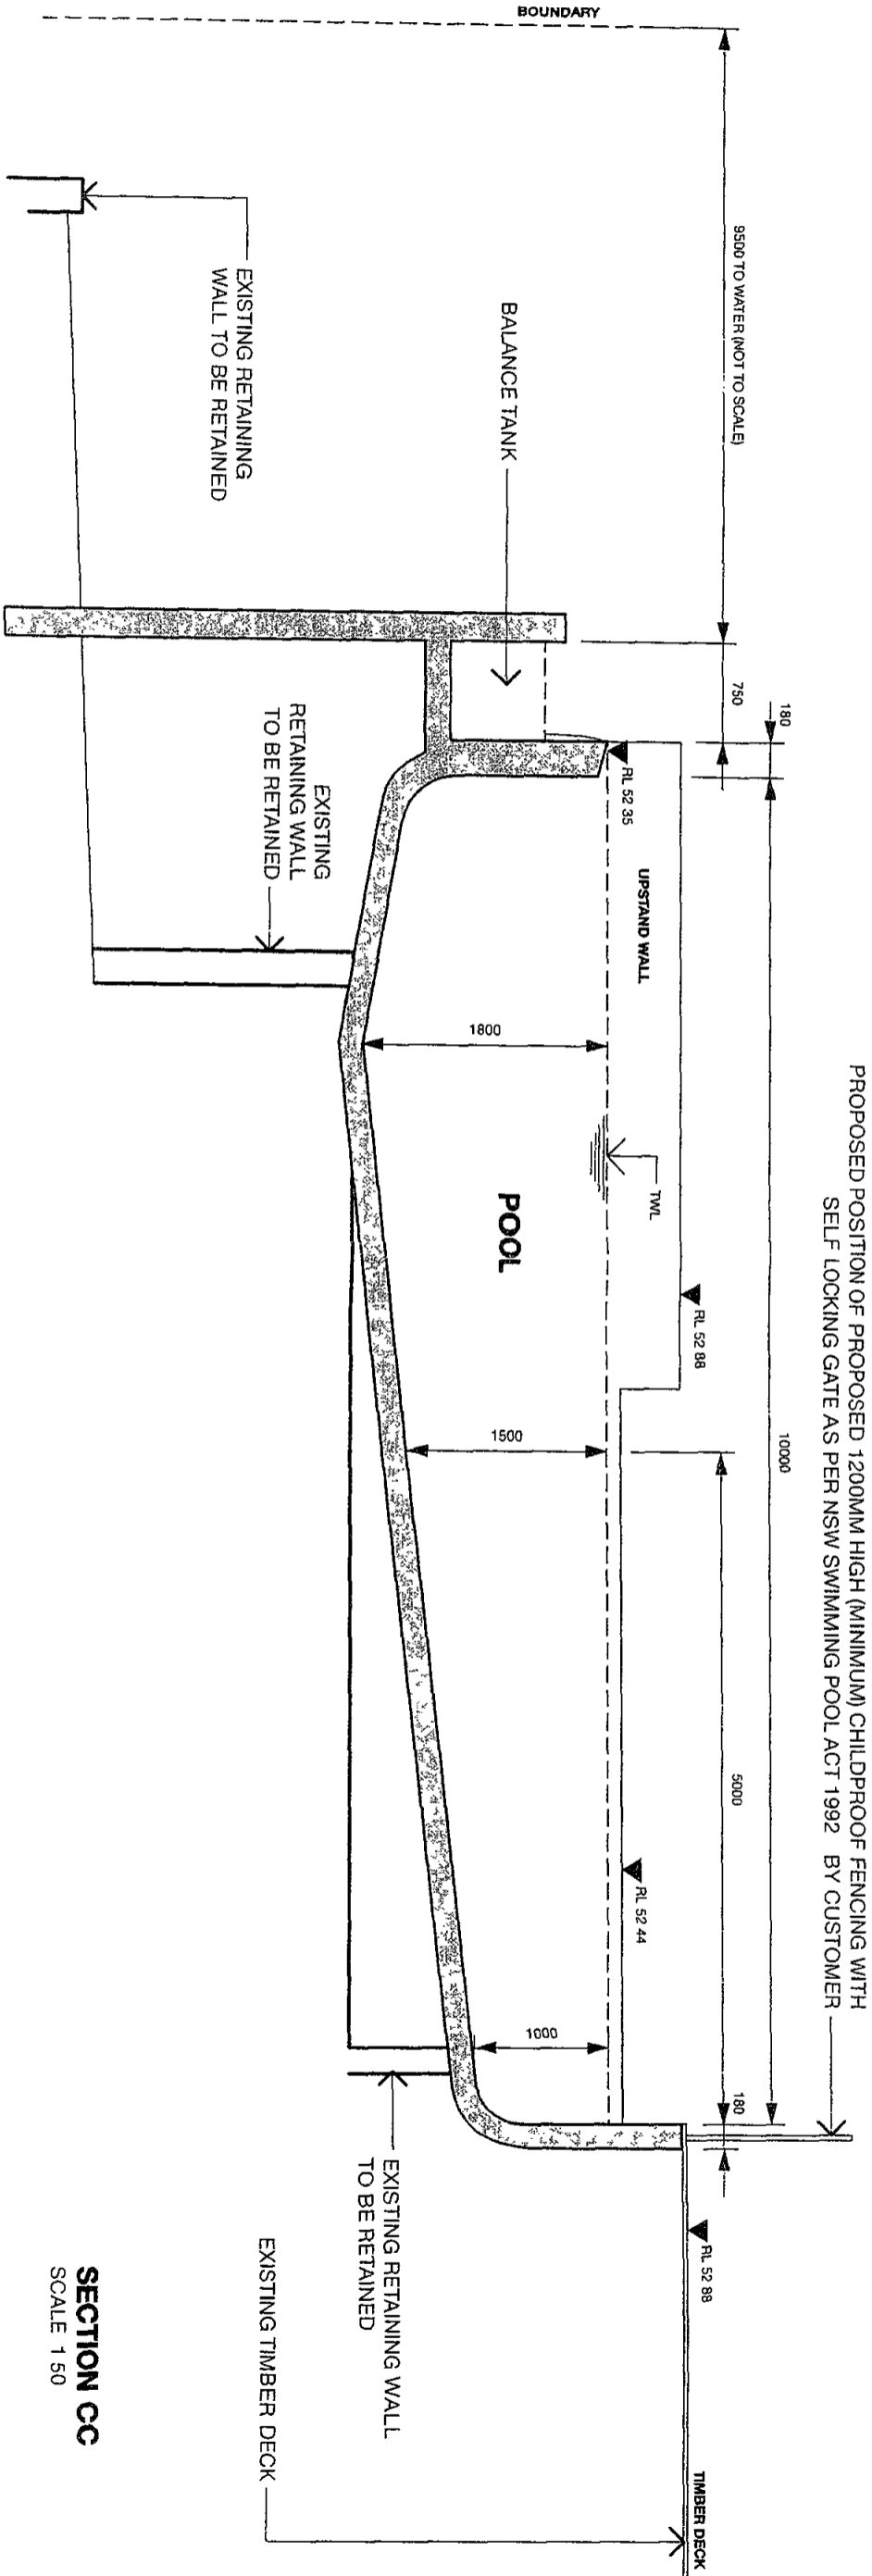 PROPOSED POSITION OF PROPOSED 1200MM HIGH (MINIMUM) CHILDPROOF FENCING WITH
SELF LOCKING GATE AS PER NSW SWIMMING POOL ACT 1992 BY CUSTOMER
BOUNDARY
9500 TO WATER (NOT TO SCALE)
750
180
10000
5000
180
RL 52 35
UPSTAND WALL
RL 52 88
TWL
RL 52 44
RL 52 88
TIMBER DECK
BALANCE TANK
1800
POOL
1500
1000
EXISTING RETAINING
WALL TO BE RETAINED
EXISTING
RETAINING WALL
TO BE RETAINED
EXISTING RETAINING WALL
TO BE RETAINED
EXISTING TIMBER DECK
SECTION CC
SCALE 1 50